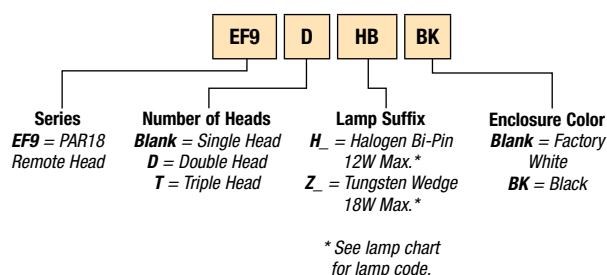 EF9 D HB BK
Series
EF9 = PAR18
Remote Head
Number of Heads
Blank = Single Head
D = Double Head
T = Triple Head
Lamp Suffix
H_ = Halogen Bi-Pin
12W Max.*
Z_ = Tungsten Wedge
18W Max.*
* See lamp chart
for lamp code.
Enclosure Color
Blank = Factory
White
BK = Black